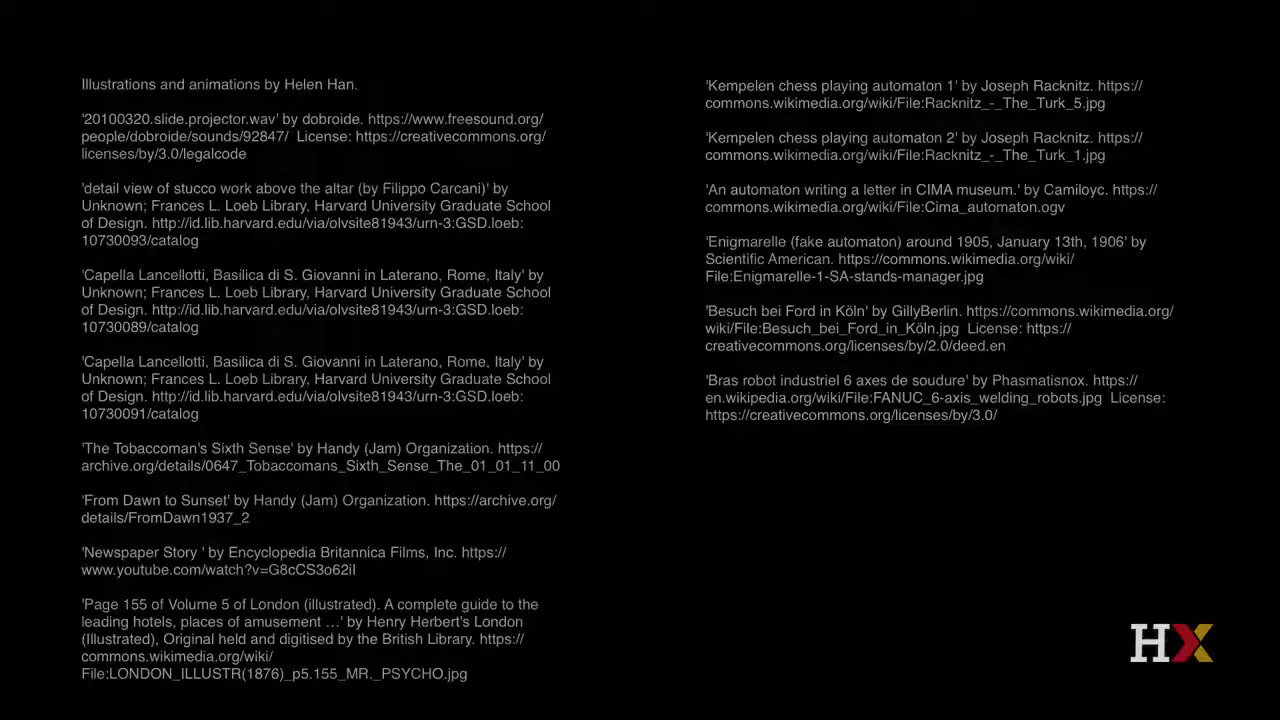 Illustrations and animations by Helen Han.
'20100320.slide.projector.wav' by dobroide. https://www.freesound.org/
people/dobroide/sounds/92847/  License: https://creativecommons.org/
licenses/by/3.0/legalcode
'detail view of stucco work above the altar (by Filippo Carcani)' by
Unknown; Frances L. Loeb Library, Harvard University Graduate School
of Design. http://id.lib.harvard.edu/via/olvsite81943/urn-3:GSD.loeb:
10730093/catalog
'Capella Lancellotti, Basilica di S. Giovanni in Laterano, Rome, Italy' by
Unknown; Frances L. Loeb Library, Harvard University Graduate School
of Design. http://id.lib.harvard.edu/via/olvsite81943/urn-3:GSD.loeb:
10730089/catalog
'Capella Lancellotti, Basilica di S. Giovanni in Laterano, Rome, Italy' by
Unknown; Frances L. Loeb Library, Harvard University Graduate School
of Design. http://id.lib.harvard.edu/via/olvsite81943/urn-3:GSD.loeb:
10730091/catalog
'The Tobaccoman's Sixth Sense' by Handy (Jam) Organization. https://
archive.org/details/0647_Tobaccomans_Sixth_Sense_The_01_01_11_00
'From Dawn to Sunset' by Handy (Jam) Organization. https://archive.org/
details/FromDawn1937_2
'Newspaper Story ' by Encyclopedia Britannica Films, Inc. https://
www.youtube.com/watch?v=G8cCS3o62iI
'Page 155 of Volume 5 of London (illustrated). A complete guide to the
leading hotels, places of amusement …' by Henry Herbert's London
(Illustrated), Original held and digitised by the British Library. https://
commons.wikimedia.org/wiki/
File:LONDON_ILLUSTR(1876)_p5.155_MR._PSYCHO.jpg
'Kempelen chess playing automaton 1' by Joseph Racknitz. https://
commons.wikimedia.org/wiki/File:Racknitz_-_The_Turk_5.jpg
'Kempelen chess playing automaton 2' by Joseph Racknitz. https://
commons.wikimedia.org/wiki/File:Racknitz_-_The_Turk_1.jpg
'An automaton writing a letter in CIMA museum.' by Camiloyc. https://
commons.wikimedia.org/wiki/File:Cima_automaton.ogv
'Enigmarelle (fake automaton) around 1905, January 13th, 1906' by
Scientific American. https://commons.wikimedia.org/wiki/
File:Enigmarelle-1-SA-stands-manager.jpg
'Besuch bei Ford in Köln' by GillyBerlin. https://commons.wikimedia.org/
wiki/File:Besuch_bei_Ford_in_Köln.jpg  License: https://
creativecommons.org/licenses/by/2.0/deed.en
'Bras robot industriel 6 axes de soudure' by Phasmatisnox. https://
en.wikipedia.org/wiki/File:FANUC_6-axis_welding_robots.jpg  License:
https://creativecommons.org/licenses/by/3.0/
HX